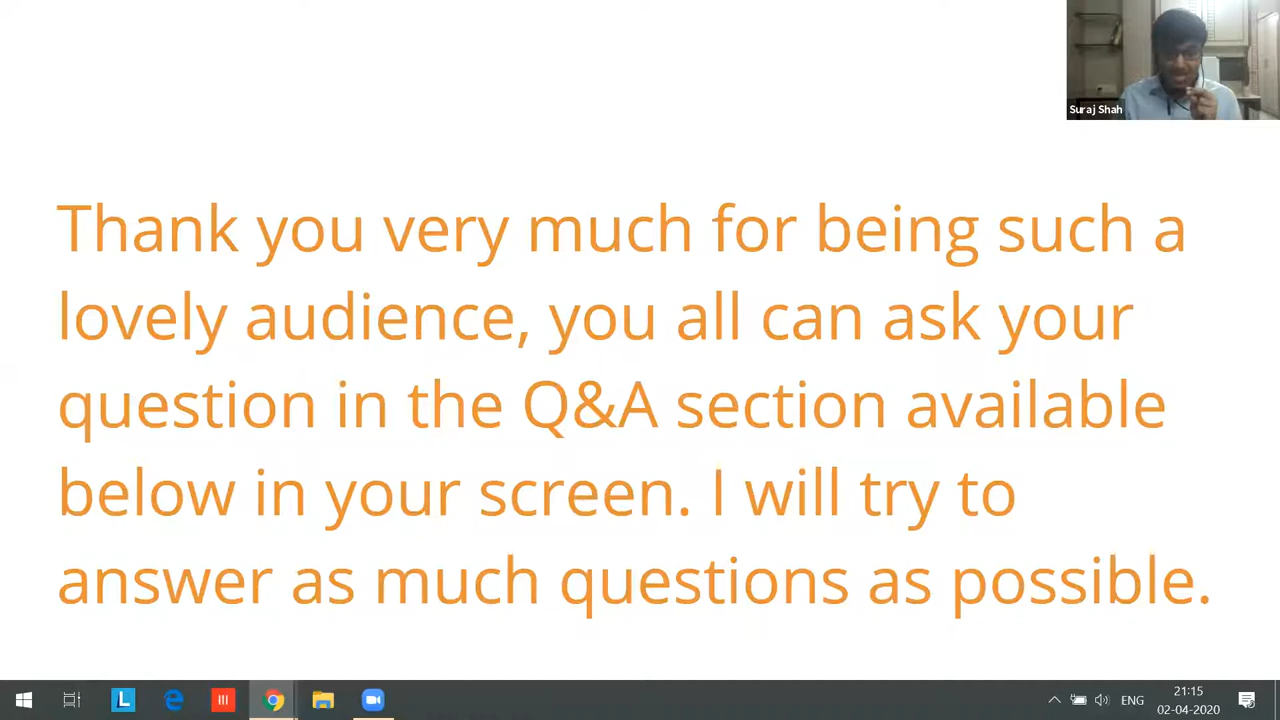 Suraj Shah
Thank you very much for being such a
lovely audience, you all can ask your
question in the Q&A section available
below in your screen. I will try to
answer as much questions as possible.
L
ENG
21:15
02-04-2020